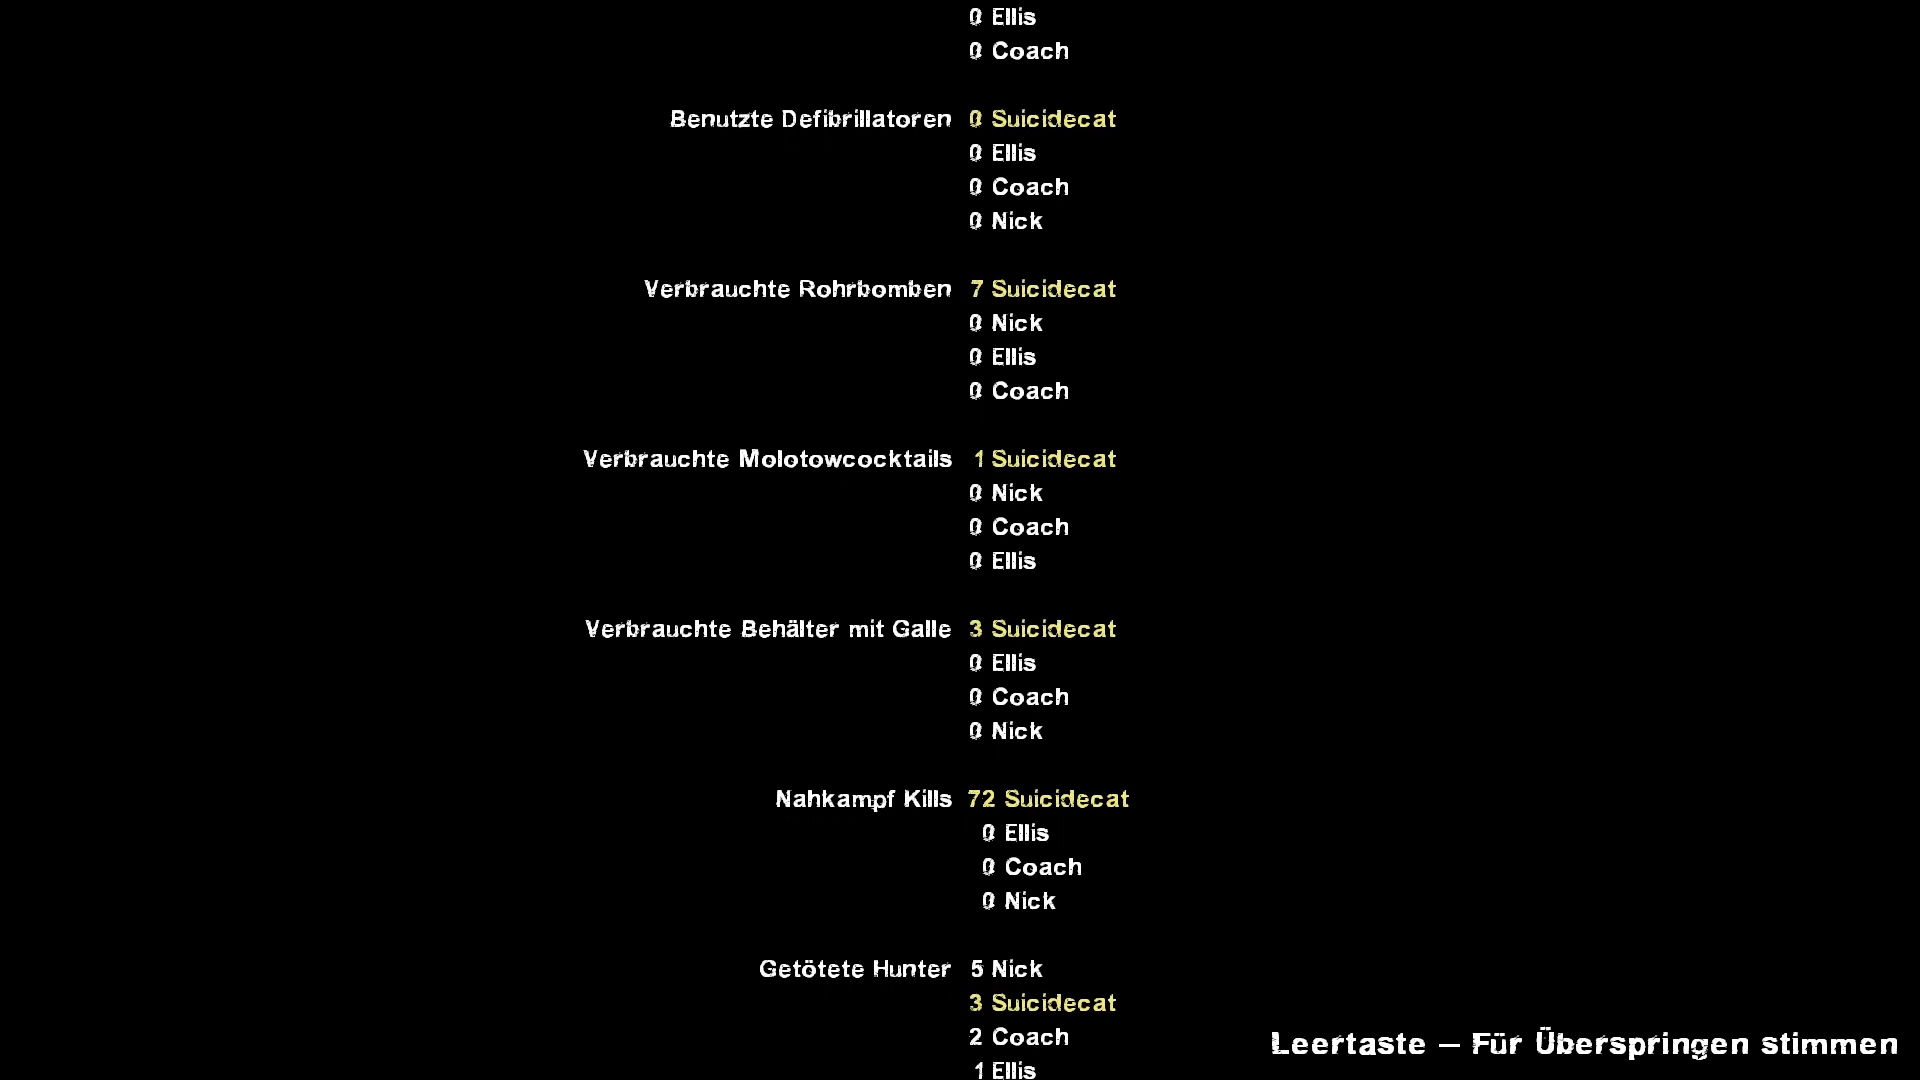 0 Ellis
0 Coach
Benutzte Defibrillatoren 0 Suicidecat
0 Ellis
0 Coach
0 Nick
Verbrauchte Rohrbomben 7 Suicidecat
0 Nick
0 Ellis
0 Coach
Verbrauchte Molotowcocktails 1 Suicidecat
0 Nick
0 Coach
0 Ellis
Verbrauchte Behälter mit Galle 3 Suicidecat
0 Ellis
0 Coach
0 Nick
Nahkampf Kills 72 Suicidecat
0 Ellis
0 Coach
0 Nick
Getötete Hunter 5 Nick
3 Suicidecat
2 Coach
1 Ellis
Leertaste – Für Überspringen stimmen